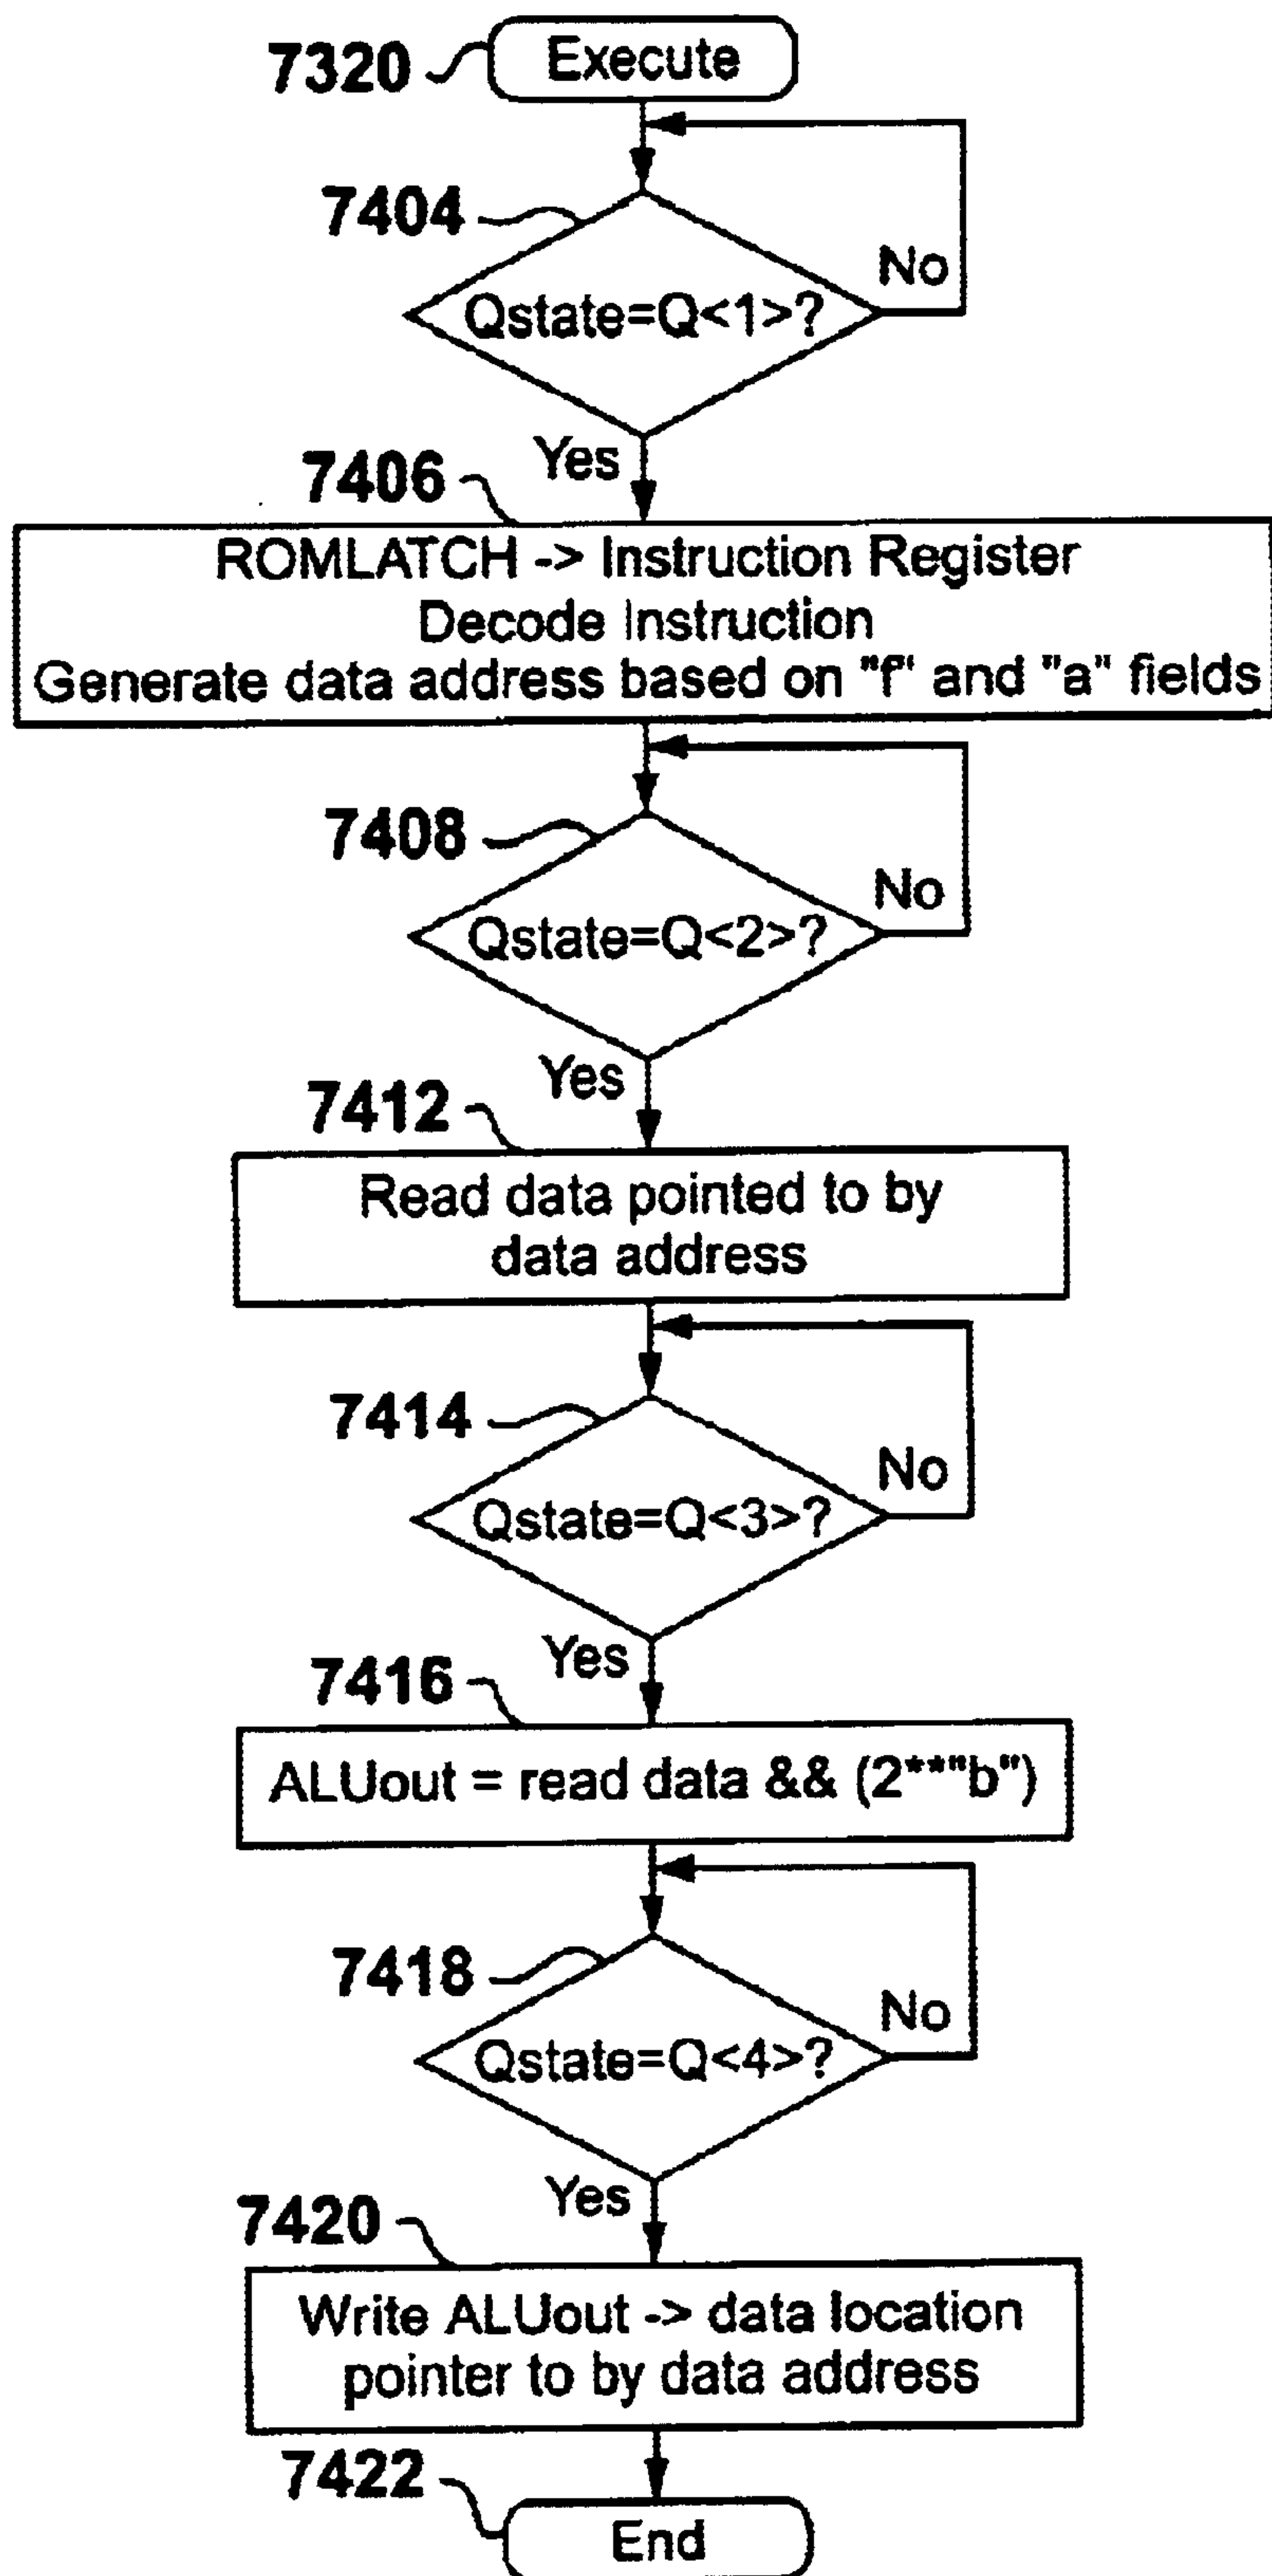 7320
Execute
7404
No
Qstate=Q<1>?
Yes
7406
ROMLATCH -> Instruction Register
Decode Instruction
Generate data address based on "f" and "a" fields
7408
No
Qstate=Q<2>?
Yes
7412
Read data pointed to by
data address
7414
No
Qstate=Q<3>?
Yes
7416
ALUout = read data && (2**"b")
7418
No
Qstate=Q<4>?
Yes
7420
Write ALUout -> data location
pointer to by data address
7422
End